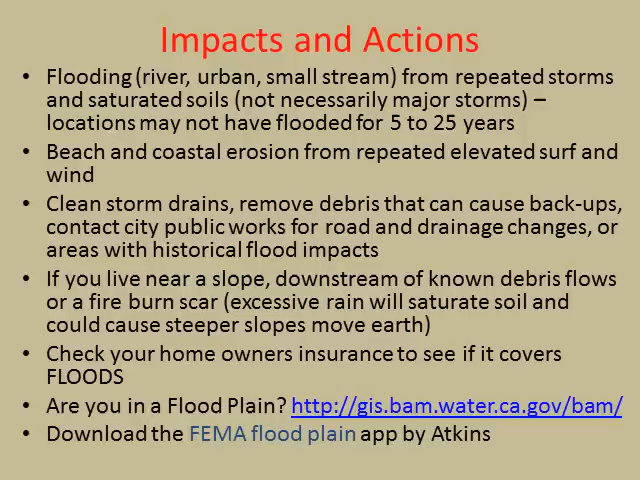 Impacts and Actions
• Flooding (river, urban, small stream) from repeated storms
and saturated soils (not necessarily major storms) –
locations may not have flooded for 5 to 25 years
• Beach and coastal erosion from repeated elevated surf and
wind
• Clean storm drains, remove debris that can cause back-ups,
contact city public works for road and drainage changes, or
areas with historical flood impacts
• If you live near a slope, downstream of known debris flows
or a fire burn scar (excessive rain will saturate soil and
could cause steeper slopes move earth)
• Check your home owners insurance to see if it covers
FLOODS
• Are you in a Flood Plain? http://gis.bam.water.ca.gov/bam/
• Download the FEMA flood plain app by Atkins